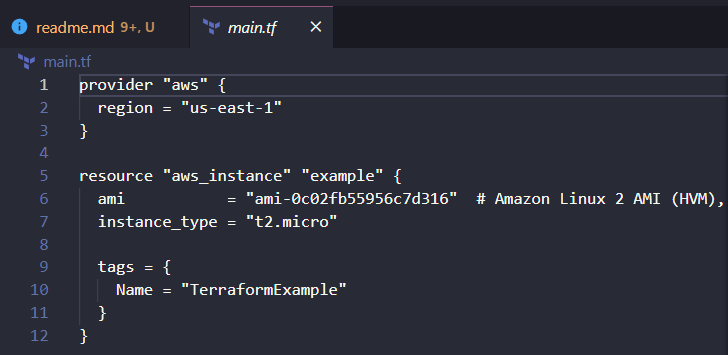 readme.md 9+, U main.tf ×
main.tf
1 provider "aws" {
2   region = "us-east-1"
3 }
4
5 resource "aws_instance" "example" {
6   ami           = "ami-0c02fb55956c7d316"  # Amazon Linux 2 AMI (HVM),
7   instance_type = "t2.micro"
8
9   tags = {
10     Name = "TerraformExample"
11   }
12 }